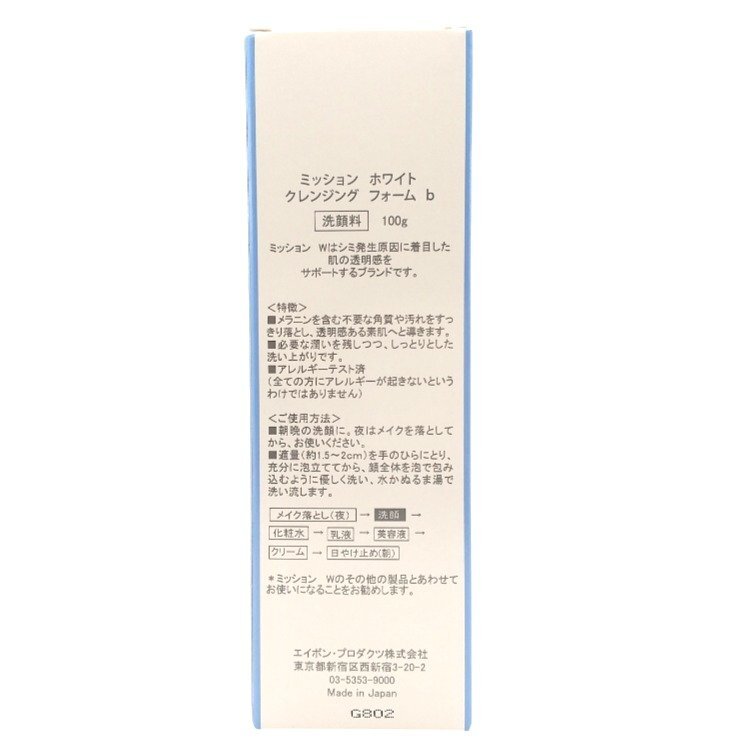 ミッション ホワイト
クレンジング フォーム b
洗顔料 100g
ミッション Wはシミ発生原因に着目した
肌の透明感を
サポートするブランドです。
＜特徴＞
■メラニンを含む不要な角質や汚れをすっ
きり落とし、透明感ある素肌へと導きます。
■必要な潤いを残しつつ、しっとりとした
洗い上がりです。
■アレルギーテスト済
(全ての方にアレルギーが起きないという
わけではありません)
＜ご使用方法＞
■朝晩の洗顔に。夜はメイクを落として
から、お使いください。
■適量(約1.5～2cm)を手のひらにとり、
充分に泡立ててから、顔全体を泡で包み
込むように優しく洗い、水かぬるま湯で
洗い流します。
メイク落とし(夜) → 洗顔 →
化粧水 → 乳液 → 美容液 →
クリーム → 日やけ止め(朝)
＊ミッション Wのその他の製品とあわせて
お使いになることをお勧めします。
エイボン・プロダクツ株式会社
東京都新宿区西新宿3-20-2
03-5353-9000
Made in Japan
G802